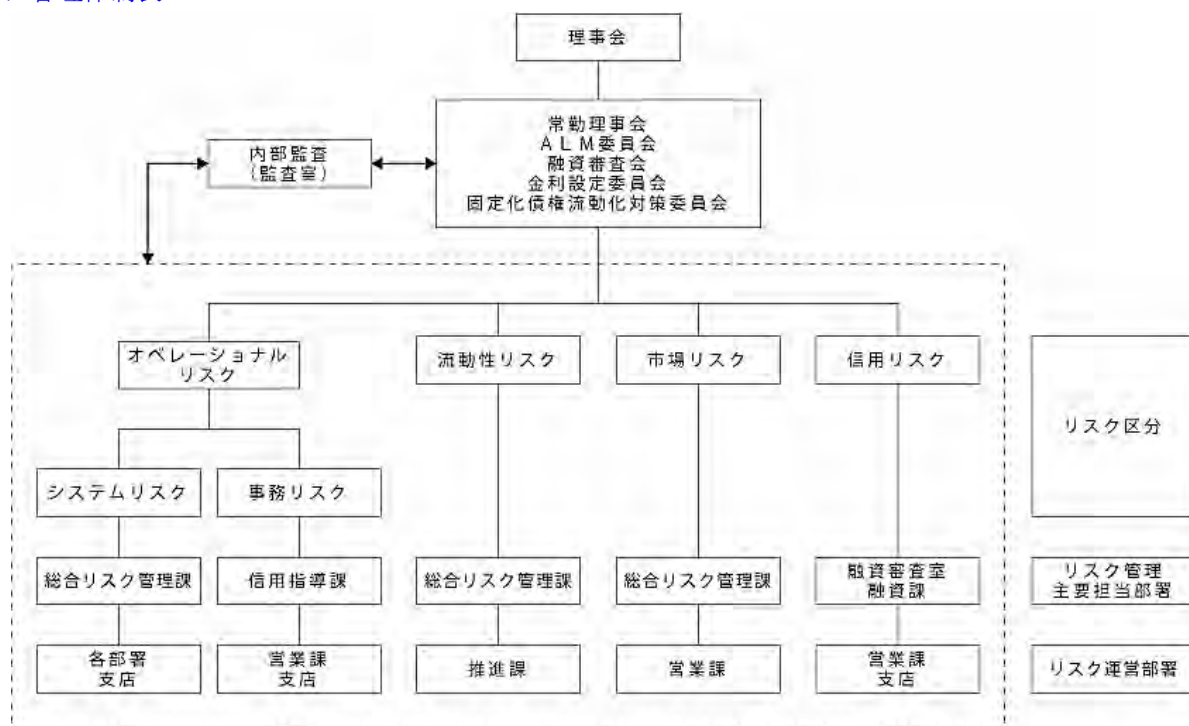 理事会
常勤理事会
ALM委員会
融資審査会
金利設定委員会
固定化債権流動化対策委員会
内部監査
(監査室)
オペレーショナル
リスク
流動性リスク
市場リスク
信用リスク
リスク区分
システムリスク
事務リスク
総合リスク管理課
信用指導課
総合リスク管理課
総合リスク管理課
融資審査室
融資課
リスク管理
主要担当部署
各部署
支店
営業課
支店
推進課
営業課
営業課
支店
リスク運営部署